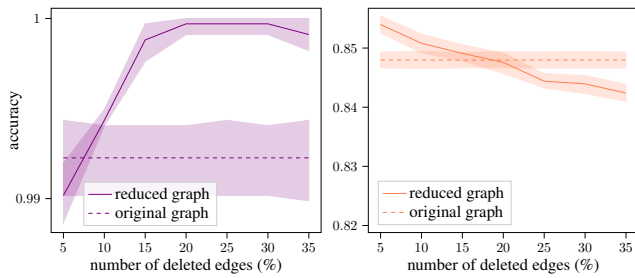 accuracy
1
0.99
5 10 15 20 25 30 35
number of deleted edges (%)
reduced graph
original graph
0.85
0.84
0.83
0.82
5 10 15 20 25 30 35
number of deleted edges (%)
reduced graph
original graph